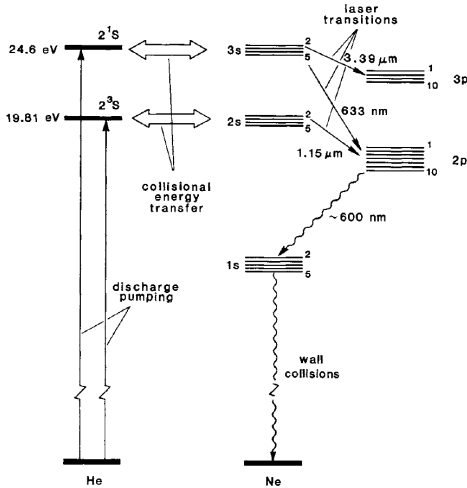 2¹S
24.6 eV
2³S
19.81 eV
collisional
energy
transfer
discharge
pumping
He
laser
transitions
3s
2
5
3.39 μm
1
10
3p
633 nm
2s
2
5
1.15 μm
1
10
2p
~600 nm
1s
2
5
wall
collisions
Ne